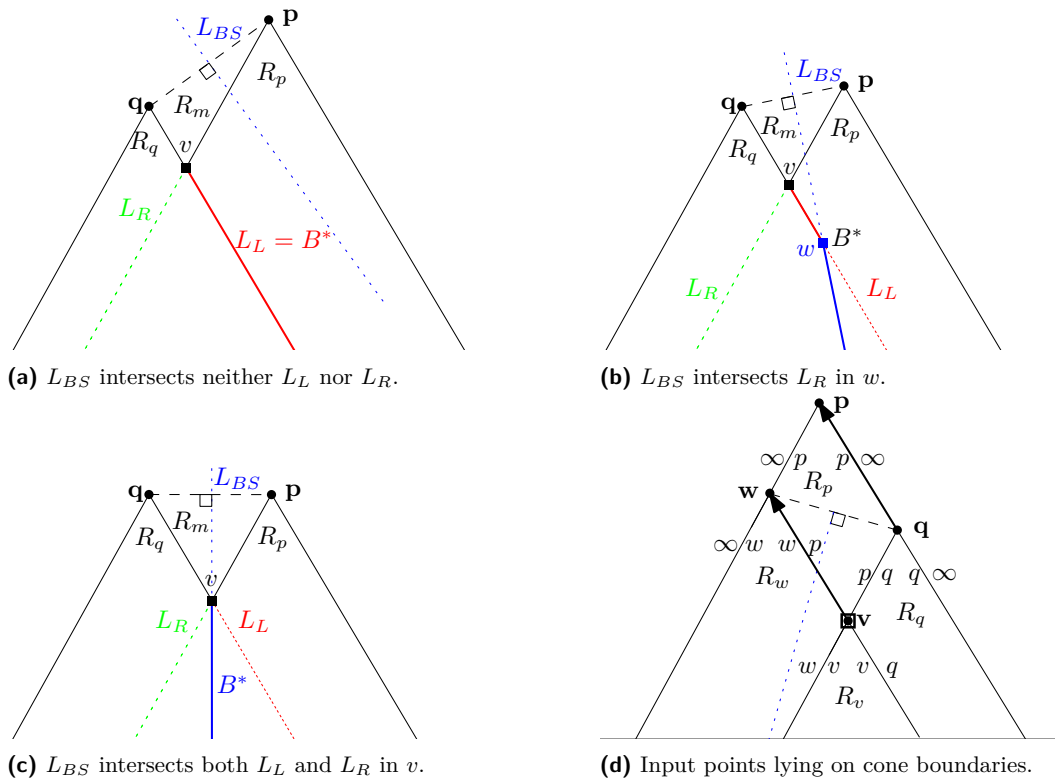 p
L_BS
R_p
q
R_m
R_q
v
L_R
L_L = B*
(a) L_BS intersects neither L_L nor L_R.
L_BS
p
q
R_m
R_p
R_q
v
w
B*
L_R
L_L
(b) L_BS intersects L_R in w.
q
L_BS
p
R_m
R_q
R_p
v
L_R
L_L
B*
(c) L_BS intersects both L_L and L_R in v.
p
∞ p p ∞
R_p
w
q
∞ w w p
R_w
p q q ∞
R_q
v
w v v q
R_v
(d) Input points lying on cone boundaries.